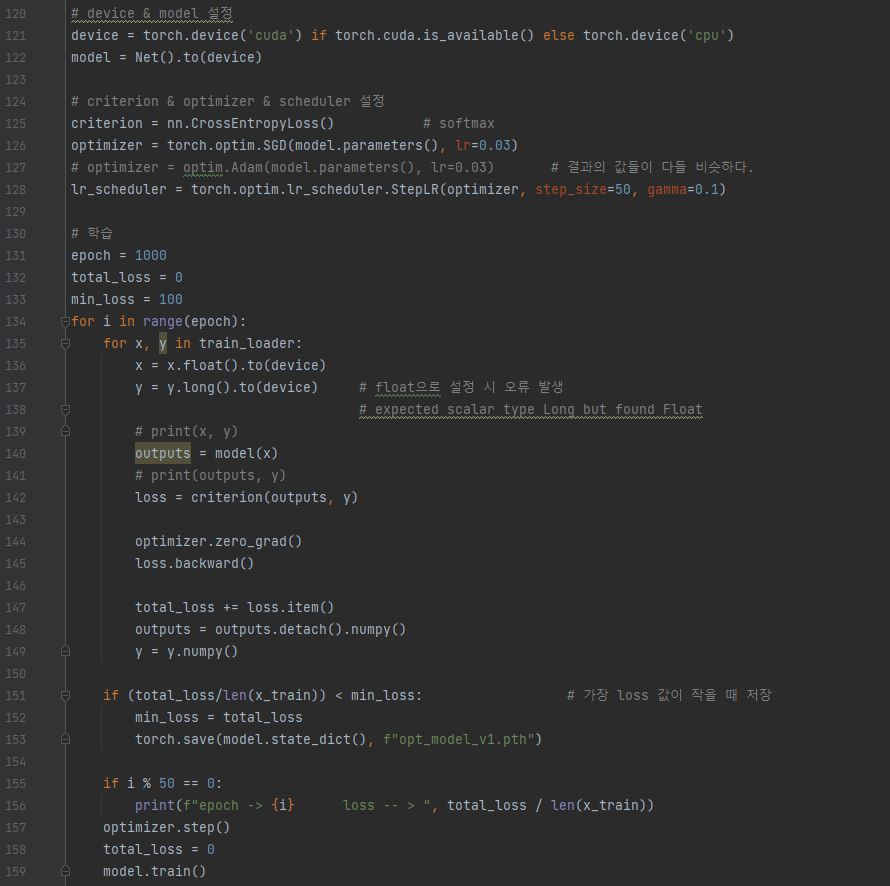 120 # device & model 설정
121 device = torch.device('cuda') if torch.cuda.is_available() else torch.device('cpu')
122 model = Net().to(device)
123
124 # criterion & optimizer & scheduler 설정
125 criterion = nn.CrossEntropyLoss()           # softmax
126 optimizer = torch.optim.SGD(model.parameters(), lr=0.03)
127 # optimizer = optim.Adam(model.parameters(), lr=0.03)       # 결과의 값들이 다들 비슷하다.
128 lr_scheduler = torch.optim.lr_scheduler.StepLR(optimizer, step_size=50, gamma=0.1)
129
130 # 학습
131 epoch = 1000
132 total_loss = 0
133 min_loss = 100
134 for i in range(epoch):
135     for x, y in train_loader:
136         x = x.float().to(device)
137         y = y.long().to(device)     # float으로 설정 시 오류 발생
138                                     # expected scalar type Long but found Float
139         # print(x, y)
140         outputs = model(x)
141         # print(outputs, y)
142         loss = criterion(outputs, y)
143
144         optimizer.zero_grad()
145         loss.backward()
146
147         total_loss += loss.item()
148         outputs = outputs.detach().numpy()
149         y = y.numpy()
150
151     if (total_loss/len(x_train)) < min_loss:                  # 가장 loss 값이 작을 때 저장
152         min_loss = total_loss
153         torch.save(model.state_dict(), f"opt_model_v1.pth")
154
155     if i % 50 == 0:
156         print(f"epoch -> {i}      loss -- > ", total_loss / len(x_train))
157     optimizer.step()
158     total_loss = 0
159     model.train()